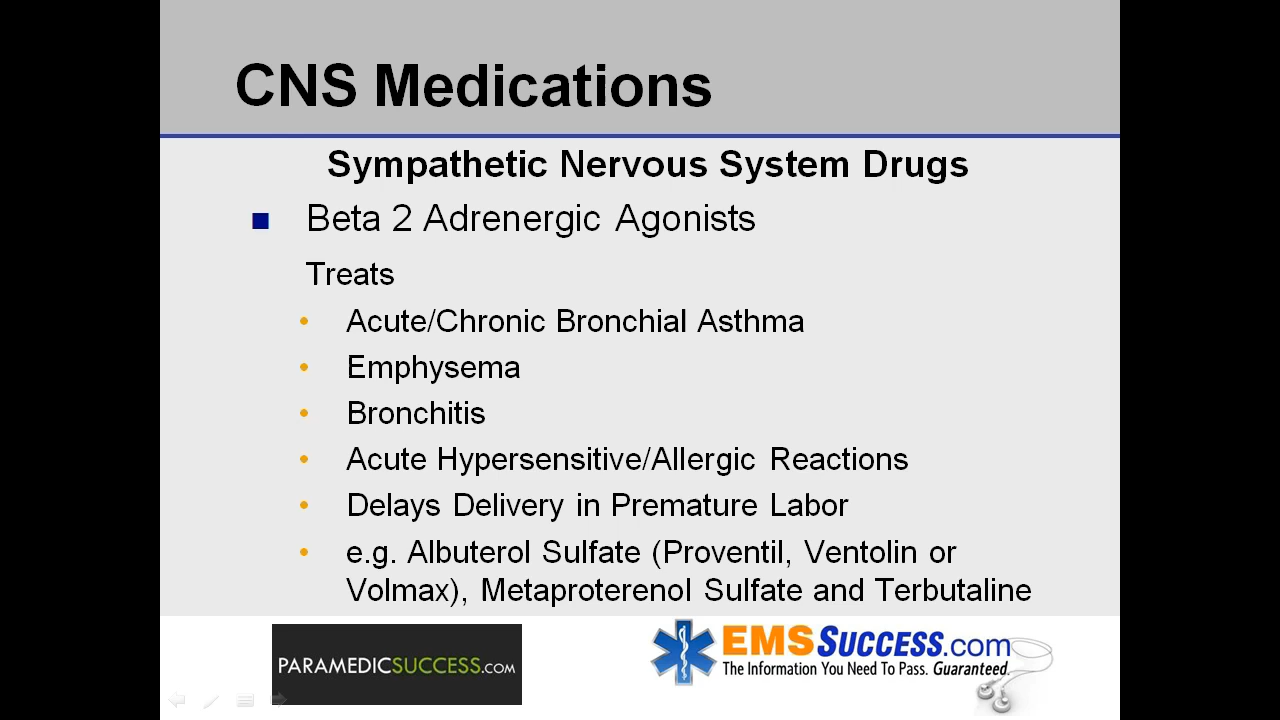 CNS Medications
Sympathetic Nervous System Drugs
Beta 2 Adrenergic Agonists
Treats
Acute/Chronic Bronchial Asthma
Emphysema
Bronchitis
Acute Hypersensitive/Allergic Reactions
Delays Delivery in Premature Labor
e.g. Albuterol Sulfate (Proventil, Ventolin or
Volmax), Metaproterenol Sulfate and Terbutaline
PARAMEDICSUCCESS.COM
EMSSUCCESS.com
The Information You Need To Pass. Guaranteed.